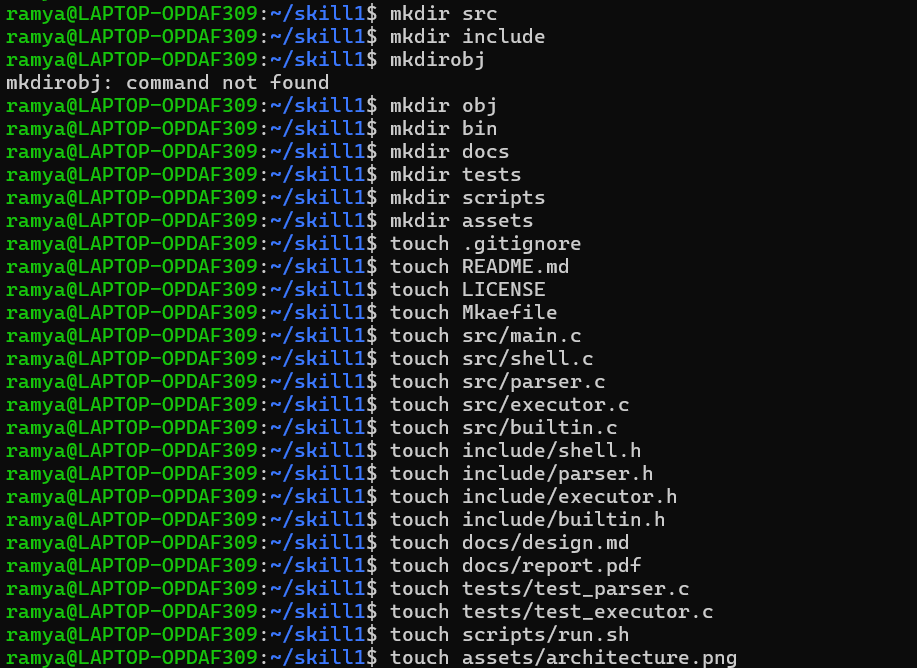 ramya@LAPTOP-OPDAF309:~/skill1$ mkdir src
ramya@LAPTOP-OPDAF309:~/skill1$ mkdir include
ramya@LAPTOP-OPDAF309:~/skill1$ mkdirobj
mkdirobj: command not found
ramya@LAPTOP-OPDAF309:~/skill1$ mkdir obj
ramya@LAPTOP-OPDAF309:~/skill1$ mkdir bin
ramya@LAPTOP-OPDAF309:~/skill1$ mkdir docs
ramya@LAPTOP-OPDAF309:~/skill1$ mkdir tests
ramya@LAPTOP-OPDAF309:~/skill1$ mkdir scripts
ramya@LAPTOP-OPDAF309:~/skill1$ mkdir assets
ramya@LAPTOP-OPDAF309:~/skill1$ touch .gitignore
ramya@LAPTOP-OPDAF309:~/skill1$ touch README.md
ramya@LAPTOP-OPDAF309:~/skill1$ touch LICENSE
ramya@LAPTOP-OPDAF309:~/skill1$ touch Mkaefile
ramya@LAPTOP-OPDAF309:~/skill1$ touch src/main.c
ramya@LAPTOP-OPDAF309:~/skill1$ touch src/shell.c
ramya@LAPTOP-OPDAF309:~/skill1$ touch src/parser.c
ramya@LAPTOP-OPDAF309:~/skill1$ touch src/executor.c
ramya@LAPTOP-OPDAF309:~/skill1$ touch src/builtin.c
ramya@LAPTOP-OPDAF309:~/skill1$ touch include/shell.h
ramya@LAPTOP-OPDAF309:~/skill1$ touch include/parser.h
ramya@LAPTOP-OPDAF309:~/skill1$ touch include/executor.h
ramya@LAPTOP-OPDAF309:~/skill1$ touch include/builtin.h
ramya@LAPTOP-OPDAF309:~/skill1$ touch docs/design.md
ramya@LAPTOP-OPDAF309:~/skill1$ touch docs/report.pdf
ramya@LAPTOP-OPDAF309:~/skill1$ touch tests/test_parser.c
ramya@LAPTOP-OPDAF309:~/skill1$ touch tests/test_executor.c
ramya@LAPTOP-OPDAF309:~/skill1$ touch scripts/run.sh
ramya@LAPTOP-OPDAF309:~/skill1$ touch assets/architecture.png